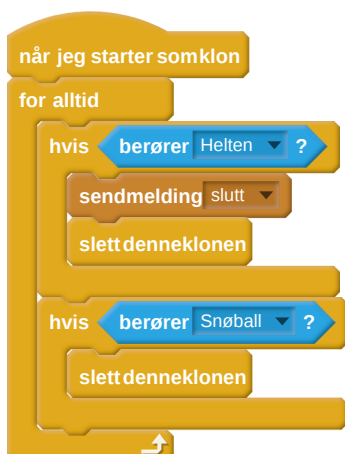 når jeg starter som klon
for alltid
hvis berører Helten ?
send melding slutt
slett denne klonen
hvis berører Snøball ?
slett denne klonen